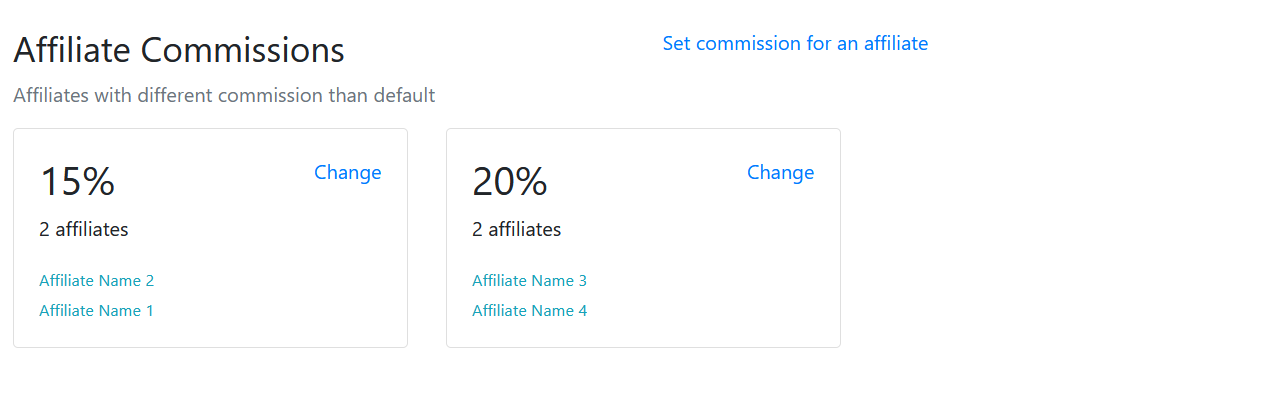 Affiliate Commissions
Set commission for an affiliate
Affiliates with different commission than default
15%
Change
2 affiliates
Affiliate Name 2
Affiliate Name 1
20%
Change
2 affiliates
Affiliate Name 3
Affiliate Name 4